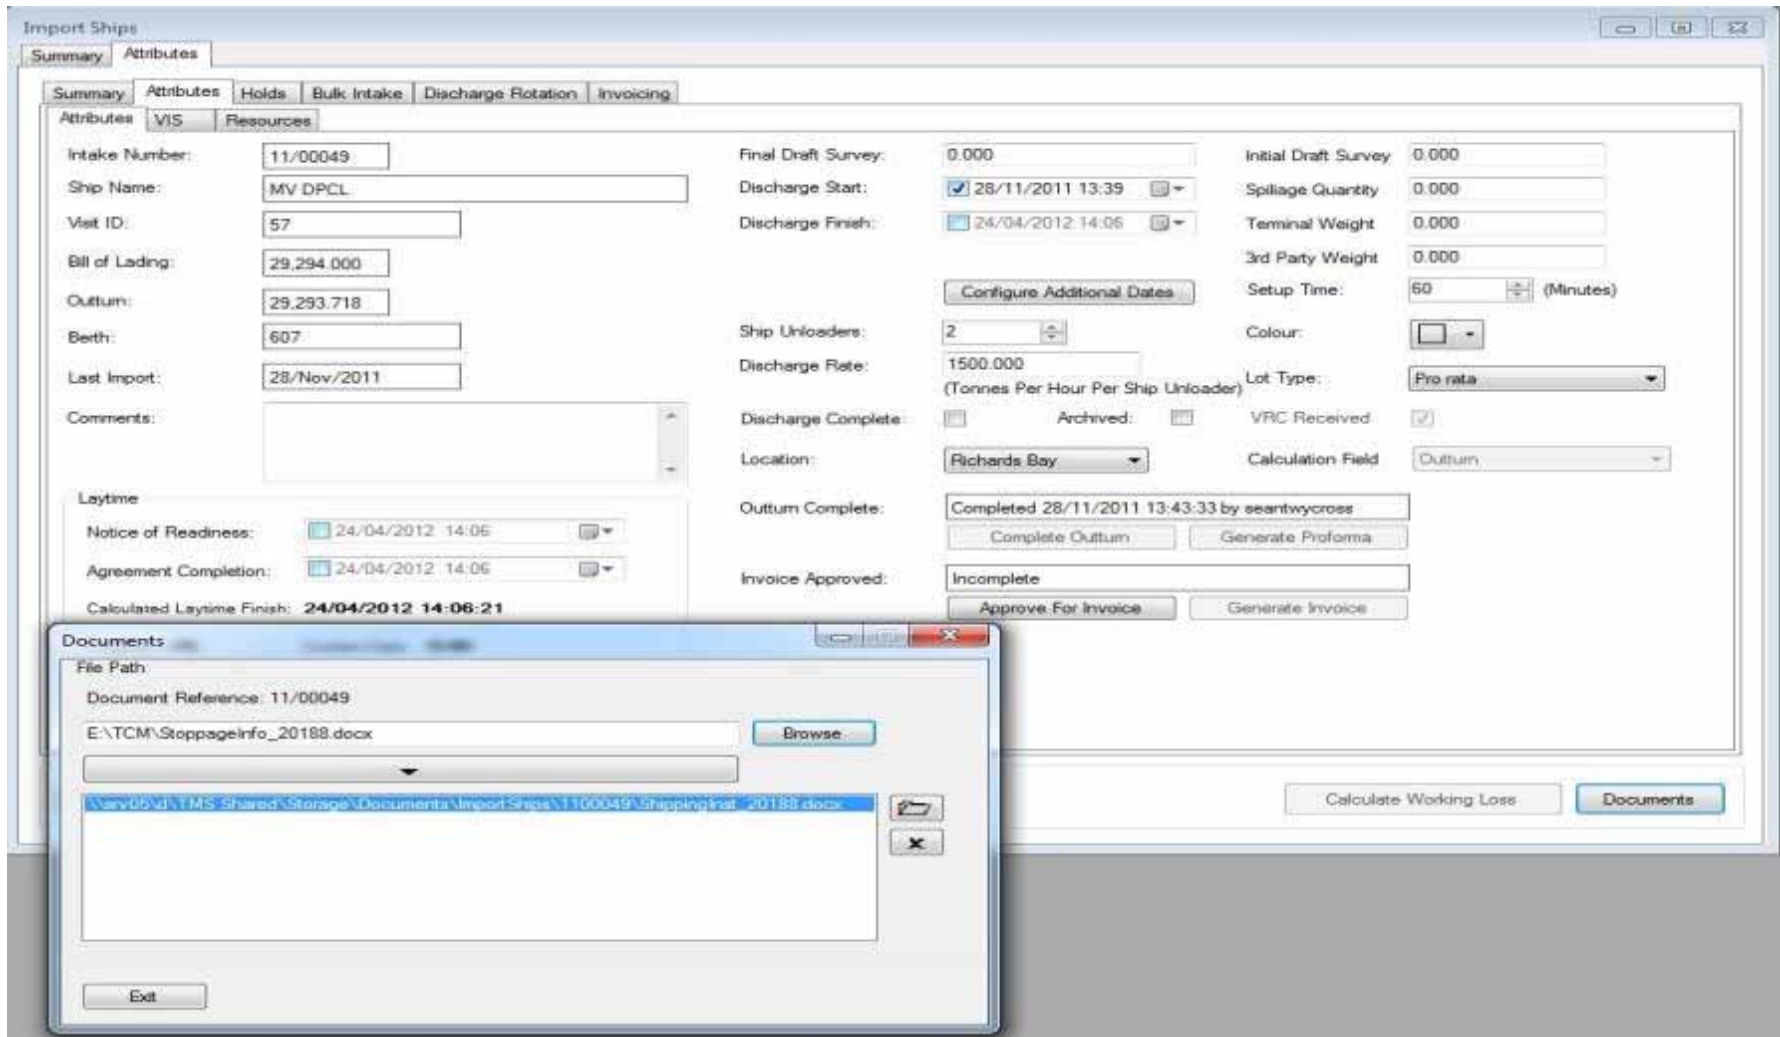 Import Ships
Summary Attributes
Summary Attributes Holds Bulk Intake Discharge Rotation Invoicing
Attributes VIS Resources
Intake Number: 11/00049 Final Draft Survey: 0.000 Initial Draft Survey 0.000
Ship Name: MV DPCL Discharge Start: 28/11/2011 13:39 Spillage Quantity 0.000
Visit ID: 57 Discharge Finish: 24/04/2012 14:06 Terminal Weight 0.000
Bill of Lading: 29,294.000 3rd Party Weight 0.000
Outturn: 29,293.718 Configure Additional Dates Setup Time: 60 (Minutes)
Berth: 607 Ship Unloaders: 2 Colour:
Last Import: 28/Nov/2011 Discharge Rate: 1500.000 Lot Type: Pro rata
(Tonnes Per Hour Per Ship Unloader)
Comments: Discharge Complete: Archived: VRC Received
Location: Richards Bay Calculation Field Outturn
Laytime
Outturn Complete: Completed 28/11/2011 13:43:33 by seantwycross
Notice of Readiness: 24/04/2012 14:06 Complete Outturn Generate Proforma
Agreement Completion: 24/04/2012 14:06 Invoice Approved: Incomplete
Calculated Laytime Finish: 24/04/2012 14:06:21 Approve For Invoice Generate Invoice
Documents
File Path
Document Reference: 11/00049
E:\TCM\StoppageInfo_20188.docx Browse
\\srv05\d\TMS Shared\Storage\Documents\ImportShips\1100049\ShippingInst_20188.docx
Calculate Working Loss Documents
Exit